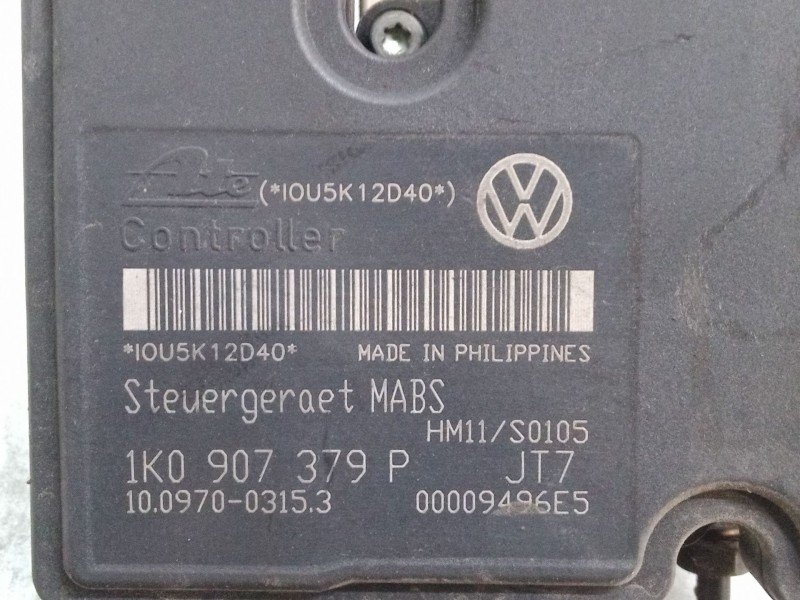 Ate (*IOU5K12D40*)
Controller
*IOU5K12D40* MADE IN PHILIPPINES
Steuergeraet MABS
HM11/S0105
1K0 907 379 P JT7
10.0970-0315.3 00009496E5